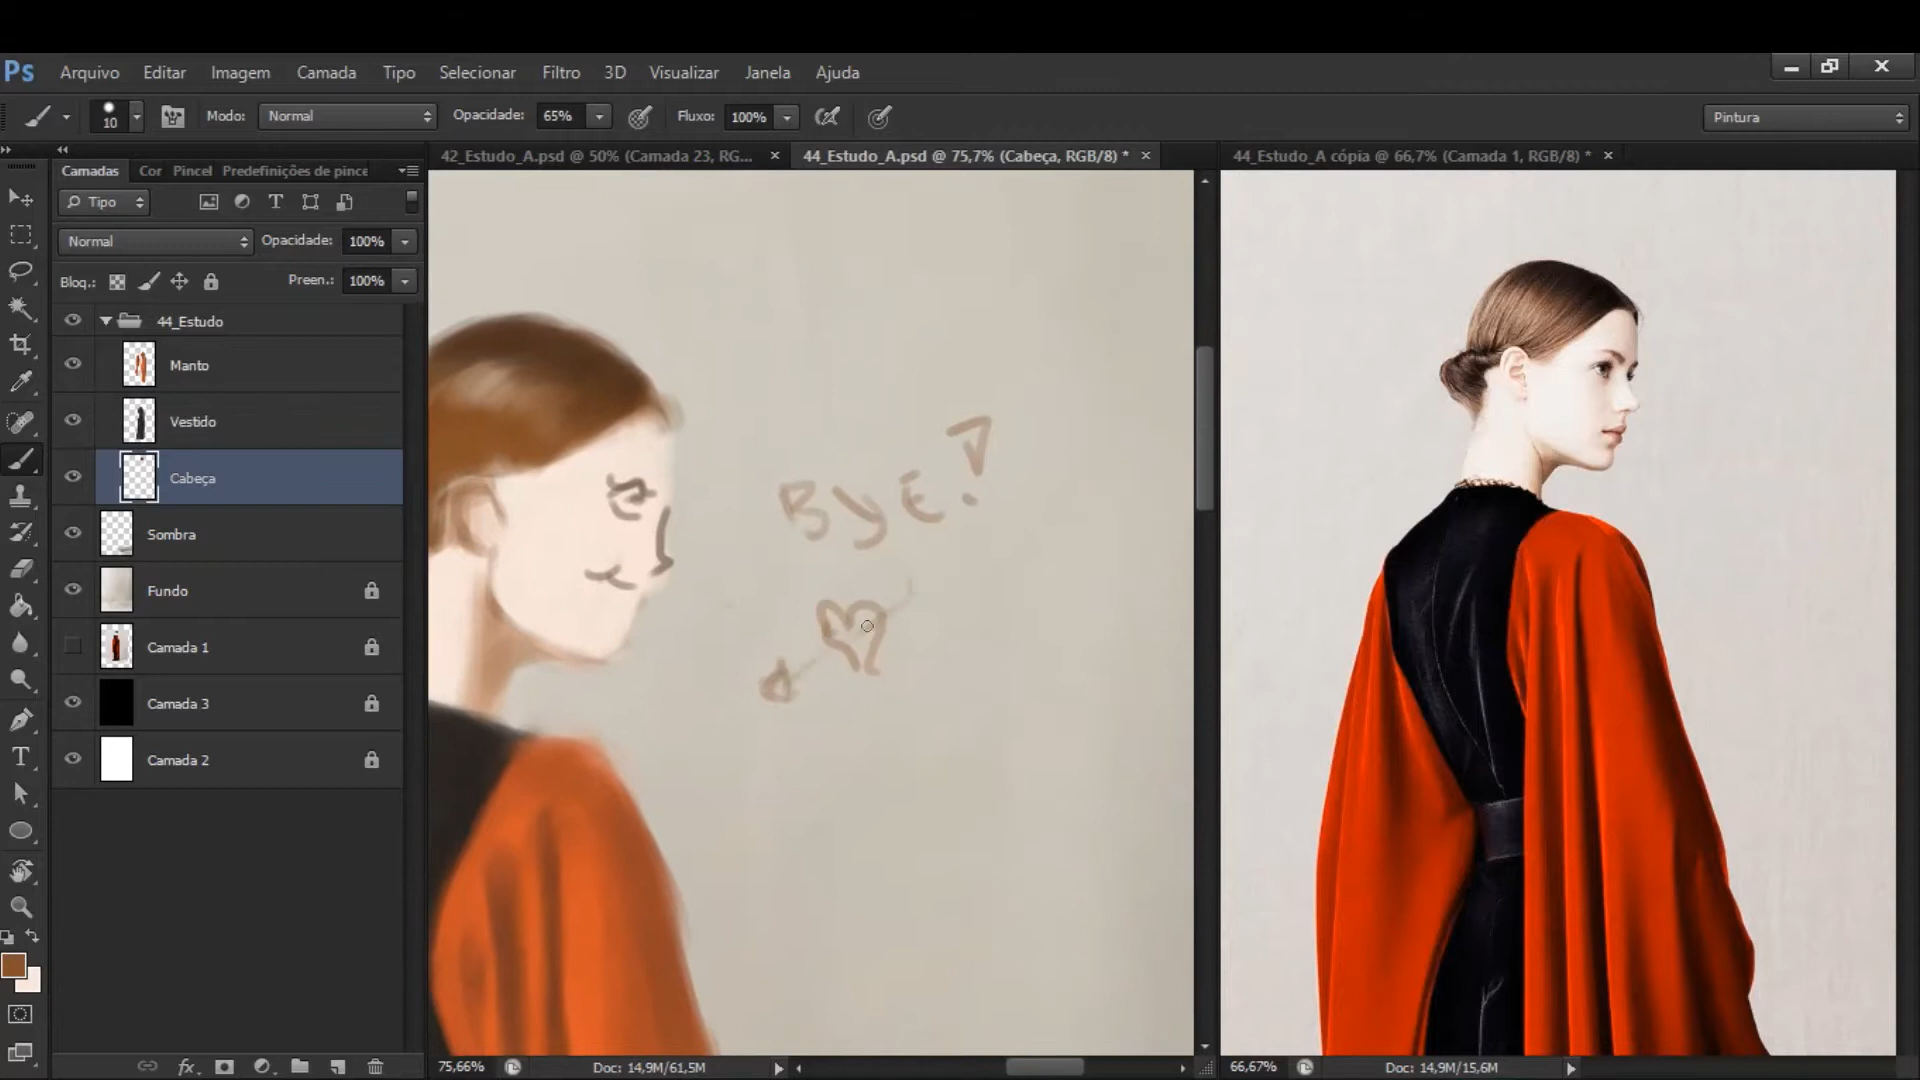 Ps Arquivo Editar Imagem Camada Tipo Selecionar Filtro 3D Visualizar Janela Ajuda
10 Modo: Normal Opacidade: 65% Fluxo: 100% Pintura
Camadas Cor Pincel Predefinições de pince
42_Estudo_A.psd @ 50% (Camada 23, RG... 44_Estudo_A.psd @ 75,7% (Cabeça, RGB/8) * 44_Estudo_A cópia @ 66,7% (Camada 1, RGB/8) *
Tipo
Normal Opacidade: 100%
Bloq.: Preen.: 100%
44_Estudo
Manto
Vestido
Cabeça
Sombra
Fundo
Camada 1
Camada 3
Camada 2
BYE!
75,66% Doc: 14,9M/61,5M
66,67% Doc: 14,9M/15,6M